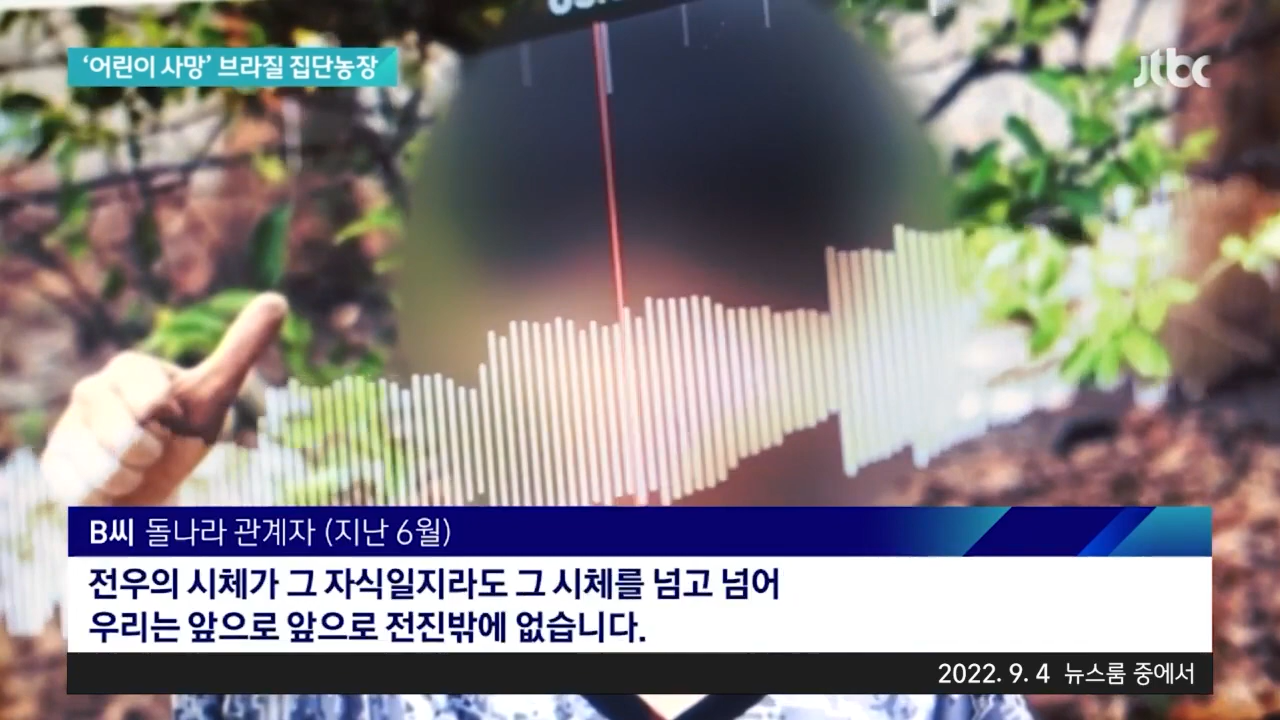 '어린이 사망' 브라질 집단농장
jtbc
B씨 돌나라 관계자 (지난 6월)
전우의 시체가 그 자식일지라도 그 시체를 넘고 넘어
우리는 앞으로 앞으로 전진밖에 없습니다.
2022. 9. 4 뉴스룸 중에서